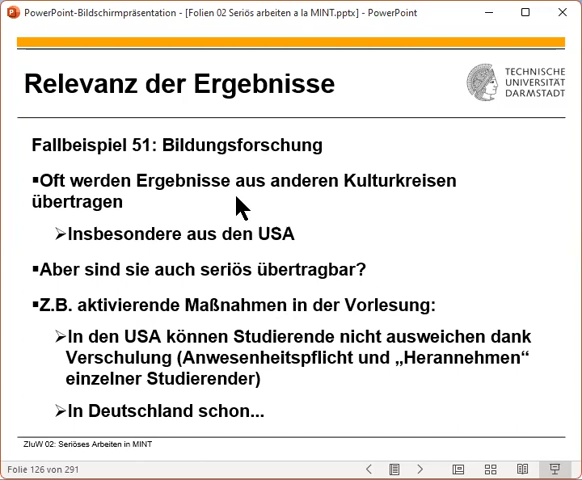 PowerPoint-Bildschirmpräsentation - [Folien 02 Seriös arbeiten a la MINT.pptx] - PowerPoint
Relevanz der Ergebnisse
TECHNISCHE
UNIVERSITÄT
DARMSTADT
Fallbeispiel 51: Bildungsforschung
▪Oft werden Ergebnisse aus anderen Kulturkreisen
übertragen
➢Insbesondere aus den USA
▪Aber sind sie auch seriös übertragbar?
▪Z.B. aktivierende Maßnahmen in der Vorlesung:
➢In den USA können Studierende nicht ausweichen dank
Verschulung (Anwesenheitspflicht und „Herannehmen“
einzelner Studierender)
➢In Deutschland schon...
ZIuW 02: Seriöses Arbeiten in MINT
Folie 126 von 291